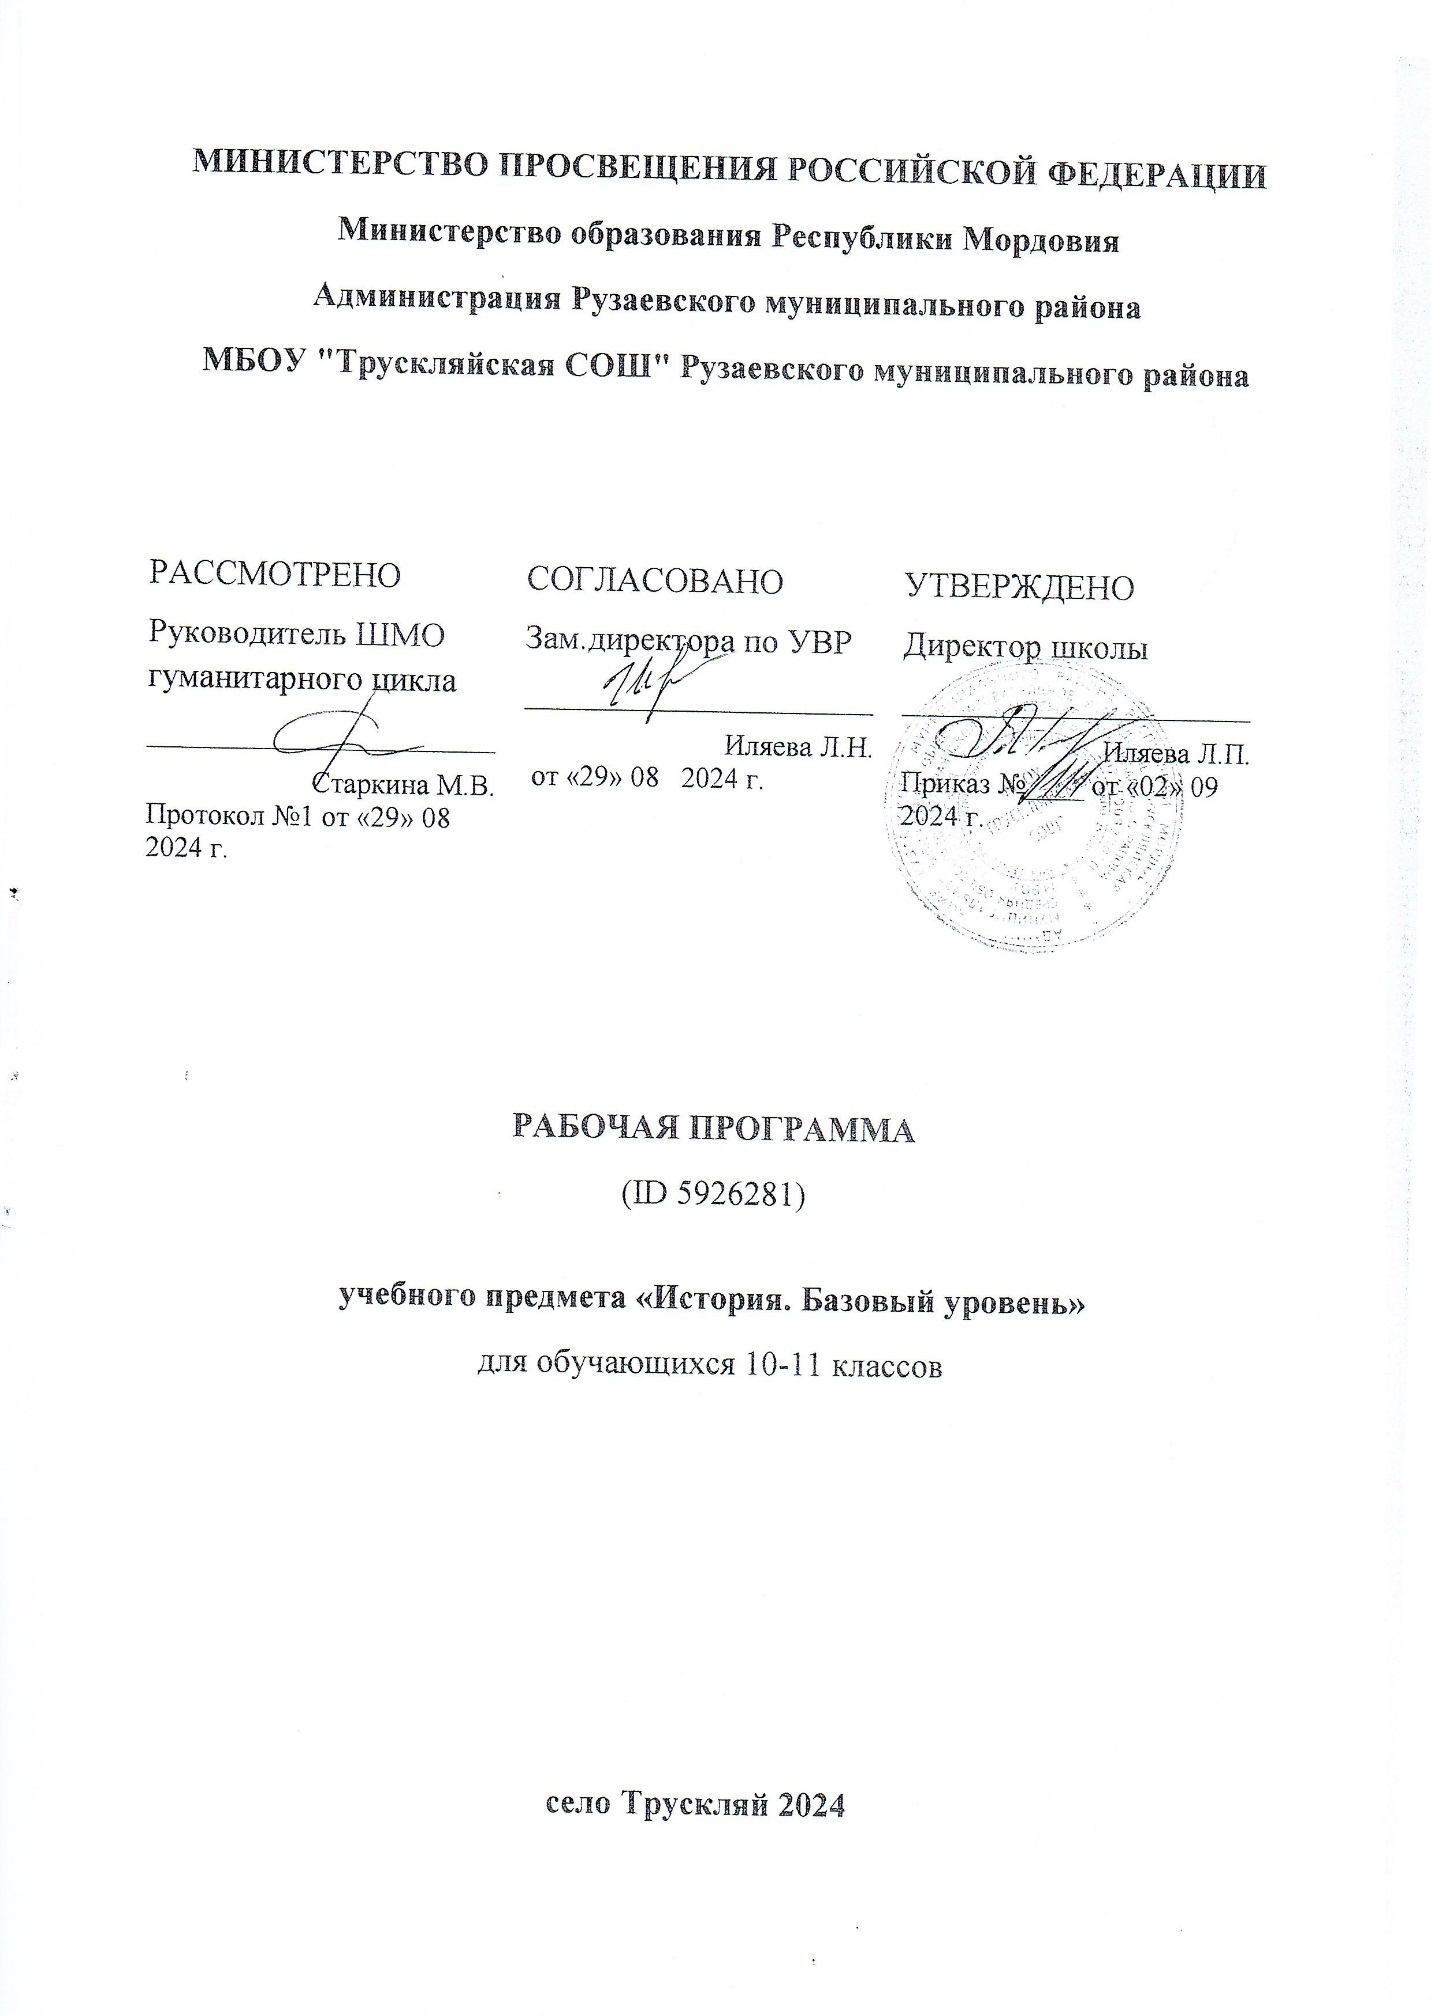 МИНИСТЕРСТВО ПРОСВЕЩЕНИЯ РОССИЙСКОЙ ФЕДЕРАЦИИ
Министерство образования Республики Мордовия
Администрация Рузаевского муниципального района
МБОУ "Трускляйская СОШ" Рузаевского муниципального района
РАССМОТРЕНО
Руководитель ШМО
гуманитарного цикла
Старкина М.В.
Протокол №1 от «29» 08
2024 г.
СОГЛАСОВАНО
Зам.директора по УВР
Иляева Л.Н.
от «29» 08 2024 г.
УТВЕРЖДЕНО
Директор школы
Иляева Л.П.
Приказ № от «02» 09
2024 г.
РАБОЧАЯ ПРОГРАММА
(ID 5926281)
учебного предмета «История. Базовый уровень»
для обучающихся 10-11 классов
село Трускляй 2024